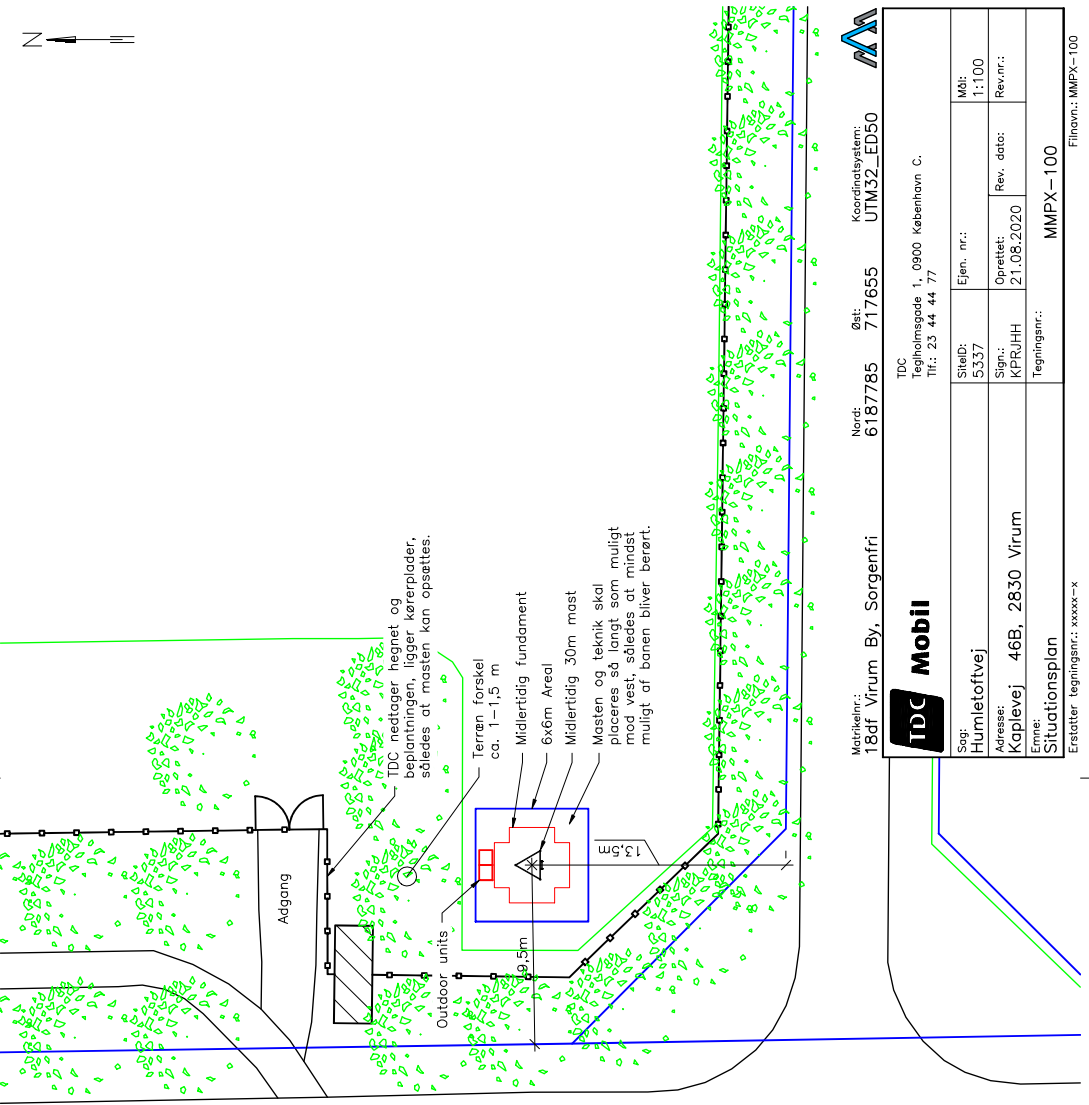 N
TDC nedtager hegnet og
beplantningen, ligger kørerplader,
således at masten kan opsættes.
Terræn forskel
ca. 1-1,5 m
Midlertidig fundament
6x6m Areal
Midlertidig 30m mast
Masten og teknik skal
placeres så langt som muligt
mod vest, således at mindst
muligt af banen bliver berørt.
Adgang
Outdoor units
19,5m
13,5m
Matrikelnr.:
18df Virum By, Sorgenfri
Nord:
6187785
Øst:
717655
Koordinatsystem:
UTM32_ED50
TDC Mobil
TDC
Teglholmsgade 1, 0900 København C.
Tlf.: 23 44 44 77
Sag:
Humletoftvej
SiteID:
5337
Ejen. nr.:
Mål:
1:100
Adresse:
Kaplevej 46B, 2830 Virum
Sign.:
KPRJHH
Oprettet:
21.08.2020
Rev. dato:
Rev.nr.:
Emne:
Situationsplan
Tegningsnr.:
MMPX-100
Erstatter tegningsnr.: xxxxx-x
Filnavn.: MMPX-100